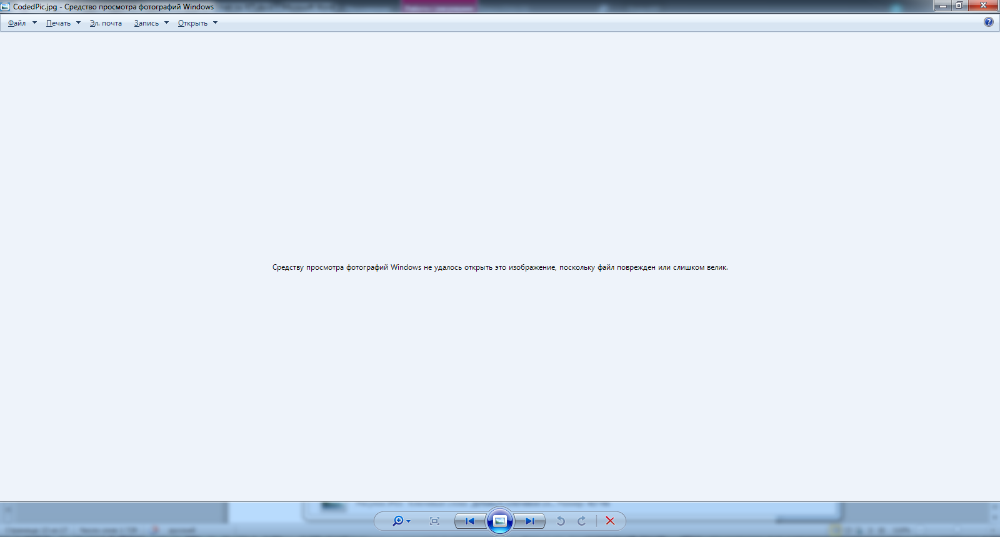 CodedPic.jpg - Средство просмотра фотографий Windows
Файл Печать Эл. почта Запись Открыть
Средству просмотра фотографий Windows не удалось открыть это изображение, поскольку файл поврежден или слишком велик.